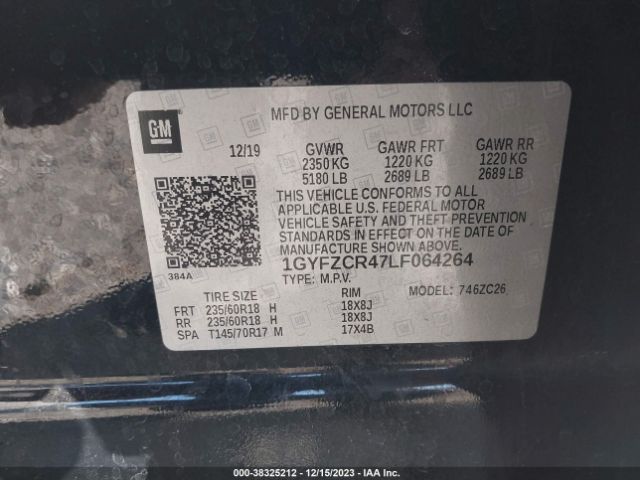 GM
MFD BY GENERAL MOTORS LLC
12/19 GVWR GAWR FRT GAWR RR
2350 KG 1220 KG 1220 KG
5180 LB 2689 LB 2689 LB
THIS VEHICLE CONFORMS TO ALL
APPLICABLE U.S. FEDERAL MOTOR
VEHICLE SAFETY AND THEFT PREVENTION
STANDARDS IN EFFECT ON THE DATE OF
MANUFACTURE SHOWN ABOVE.
384A
1GYFZCR47LF064264
TYPE: M.P.V.
TIRE SIZE RIM MODEL: 746ZC26
FRT 235/60R18 H 18X8J
RR 235/60R18 H 18X8J
SPA T145/70R17 M 17X4B
000-38325212 - 12/15/2023 - IAA Inc.